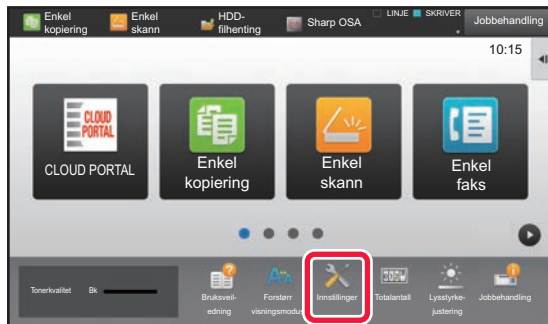 Enkel
kopiering
Enkel
skann
HDD-
filhenting
Sharp OSA
LINJE
SKRIVER
Jobbehandling
10:15
CLOUD
PORTAL
CLOUD PORTAL
Enkel
kopiering
Enkel
skann
Enkel
faks
Tonerkvalitet
Bk
Bruksveil-
edning
Forstørr
visningsmodus
Innstillinger
Totalantall
Lysstyrke-
justering
Jobbehandling